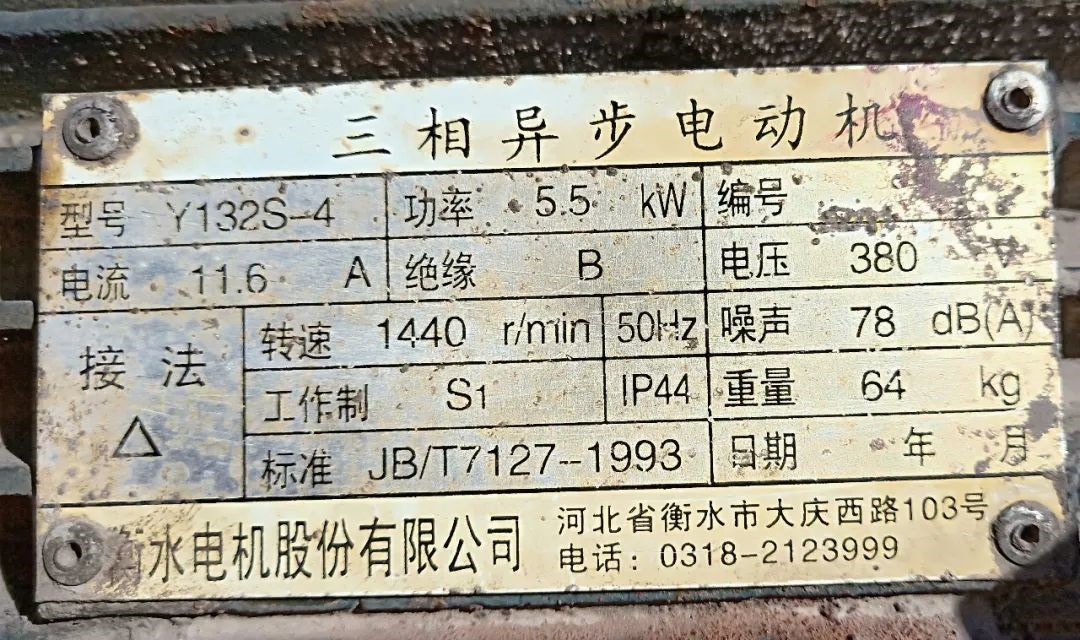 三相异步电动机
型号 Y132S-4 功率 5.5 kW 编号
电流 11.6 A 绝缘 B 电压 380 V
接法 △
转速 1440 r/min 50Hz 噪声 78 dB(A)
工作制 S1 IP44 重量 64 kg
标准 JB/T7127--1993 日期 年 月
衡水电机股份有限公司
河北省衡水市大庆西路103号
电话: 0318-2123999